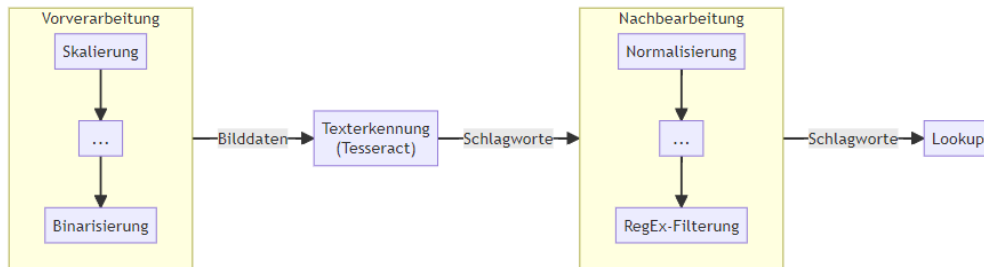 Vorverarbeitung
Skalierung
...
Binarisierung
Bilddaten
Texterkennung
(Tesseract)
Schlagworte
Nachbearbeitung
Normalisierung
...
RegEx-Filterung
Schlagworte
Lookup